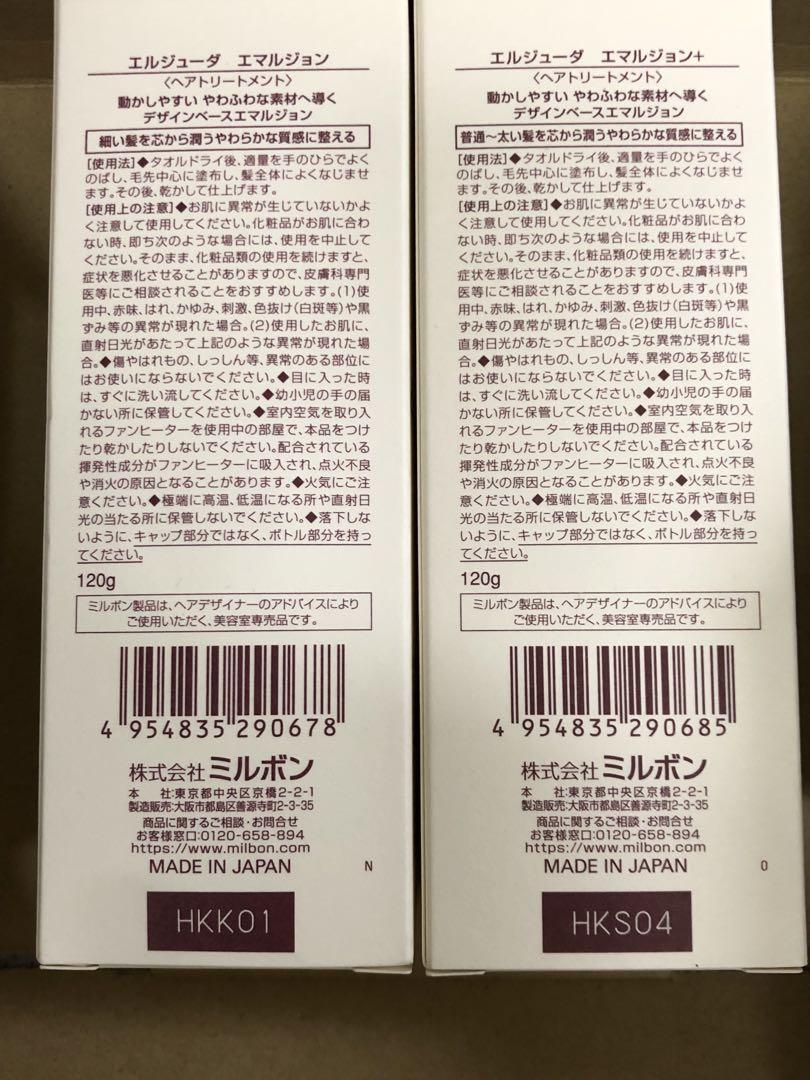 エルジューダ エマルジョン
〈ヘアトリートメント〉
動かしやすい やわふわな素材へ導く
デザインベースエマルジョン
細い髪を芯から潤うやわらかな質感に整える
[使用法]◆タオルドライ後、適量を手のひらでよく
のばし、毛先中心に塗布し、髪全体によくなじませ
ます。その後、乾かして仕上げます。
[使用上の注意]◆お肌に異常が生じていないかよ
く注意して使用してください。化粧品がお肌に合わ
ない時、即ち次のような場合には、使用を中止して
ください。そのまま、化粧品類の使用を続けますと、
症状を悪化させることがありますので、皮膚科専門
医等にご相談されることをおすすめします。(1)使
用中、赤味、はれ、かゆみ、刺激、色抜け(白斑等)や黒
ずみ等の異常が現れた場合。(2)使用したお肌に、
直射日光があたって上記のような異常が現れた場
合。◆傷やはれもの、しっしん等、異常のある部位に
はお使いにならないでください。◆目に入った時
は、すぐに洗い流してください。◆幼小児の手の届
かない所に保管してください。◆室内空気を取り入
れるファンヒーターを使用中の部屋で、本品をつけ
たり乾かしたりしないでください。配合されている
揮発性成分がファンヒーターに吸入され、点火不良
や消火の原因となることがあります。◆火気にご注
意ください。◆極端に高温、低温になる所や直射日
光の当たる所に保管しないでください。◆落下しな
いように、キャップ部分ではなく、ボトル部分を持っ
てください。
120g
ミルボン製品は、ヘアデザイナーのアドバイスにより
ご使用いただく、美容室専売品です。
4 954835 290678
株式会社ミルボン
本 社:東京都中央区京橋2-2-1
製造販売:大阪市都島区善源寺町2-3-35
商品に関するご相談・お問合せ
お客様窓口:0120-658-894
https://www.milbon.com
MADE IN JAPAN N
HKK01
エルジューダ エマルジョン+
〈ヘアトリートメント〉
動かしやすい やわふわな素材へ導く
デザインベースエマルジョン
普通~太い髪を芯から潤うやわらかな質感に整える
[使用法]◆タオルドライ後、適量を手のひらでよく
のばし、毛先中心に塗布し、髪全体によくなじませ
ます。その後、乾かして仕上げます。
[使用上の注意]◆お肌に異常が生じていないかよ
く注意して使用してください。化粧品がお肌に合わ
ない時、即ち次のような場合には、使用を中止して
ください。そのまま、化粧品類の使用を続けますと、
症状を悪化させることがありますので、皮膚科専門
医等にご相談されることをおすすめします。(1)使
用中、赤味、はれ、かゆみ、刺激、色抜け(白斑等)や黒
ずみ等の異常が現れた場合。(2)使用したお肌に、
直射日光があたって上記のような異常が現れた場
合。◆傷やはれもの、しっしん等、異常のある部位に
はお使いにならないでください。◆目に入った時
は、すぐに洗い流してください。◆幼小児の手の届
かない所に保管してください。◆室内空気を取り入
れるファンヒーターを使用中の部屋で、本品をつけ
たり乾かしたりしないでください。配合されている
揮発性成分がファンヒーターに吸入され、点火不良
や消火の原因となることがあります。◆火気にご注
意ください。◆極端に高温、低温になる所や直射日
光の当たる所に保管しないでください。◆落下しな
いように、キャップ部分ではなく、ボトル部分を持っ
てください。
120g
ミルボン製品は、ヘアデザイナーのアドバイスにより
ご使用いただく、美容室専売品です。
4 954835 290685
株式会社ミルボン
本 社:東京都中央区京橋2-2-1
製造販売:大阪市都島区善源寺町2-3-35
商品に関するご相談・お問合せ
お客様窓口:0120-658-894
https://www.milbon.com
MADE IN JAPAN 0
HKS04